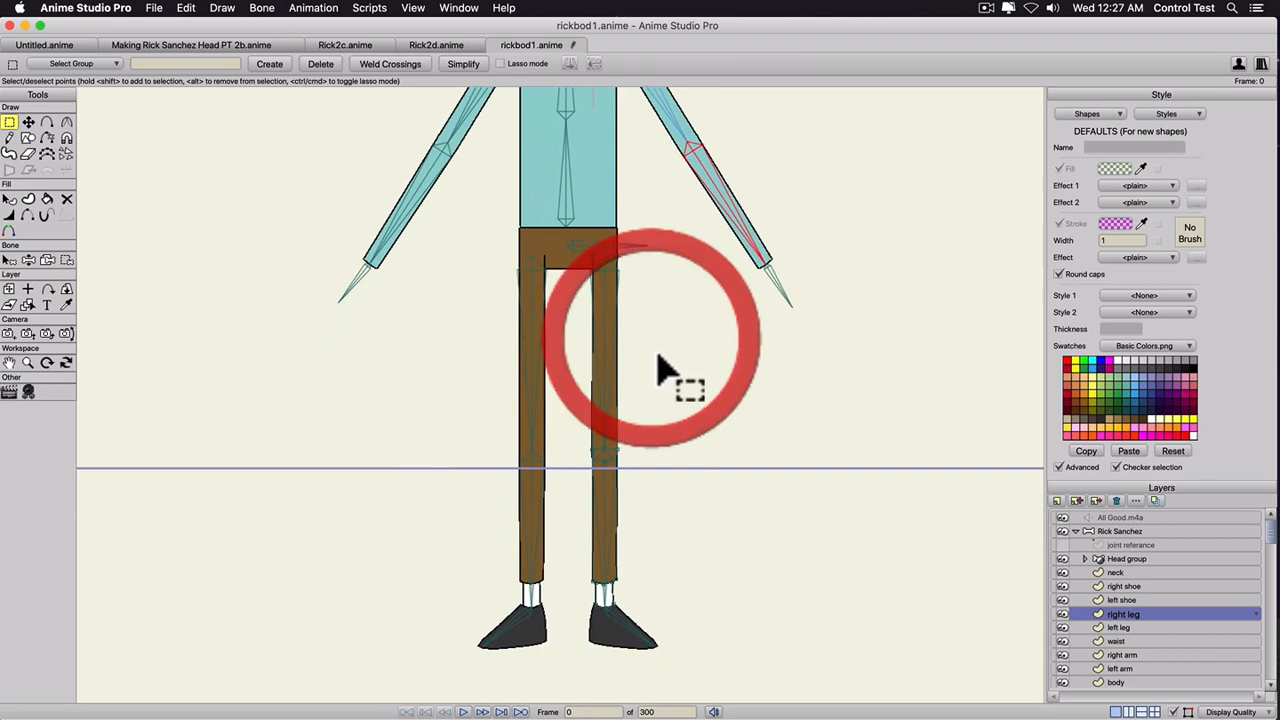 Anime Studio Pro File Edit Draw Bone Animation Scripts View Window Help Wed 12:27 AM Control Test
rickbod1.anime - Anime Studio Pro
Untitled.anime Making Rick Sanchez Head PT 2b.anime Rick2c.anime Rick2d.anime rickbod1.anime
Select Group Create Delete Weld Crossings Simplify Lasso mode
Select/deselect points (hold <shift> to add to selection, <alt> to remove from selection, <ctrl/cmd> to toggle lasso mode) Frame: 0
Tools
Draw
Fill
Bone
Layer
Camera
Workspace
Other
Style
Shapes Styles
DEFAULTS (For new shapes)
Name
Fill
Effect 1 <plain> ...
Effect 2 <plain> ...
Stroke No Brush
Width 1
Effect <plain> ...
Round caps
Style 1 <None>
Style 2 <None>
Thickness
Swatches Basic Colors.png
Copy Paste Reset
Advanced Checker selection
Layers
All Good.m4a
Rick Sanchez
joint referance
Head group
neck
right shoe
left shoe
right leg
left leg
waist
right arm
left arm
body
Frame 0 of 300 Display Quality